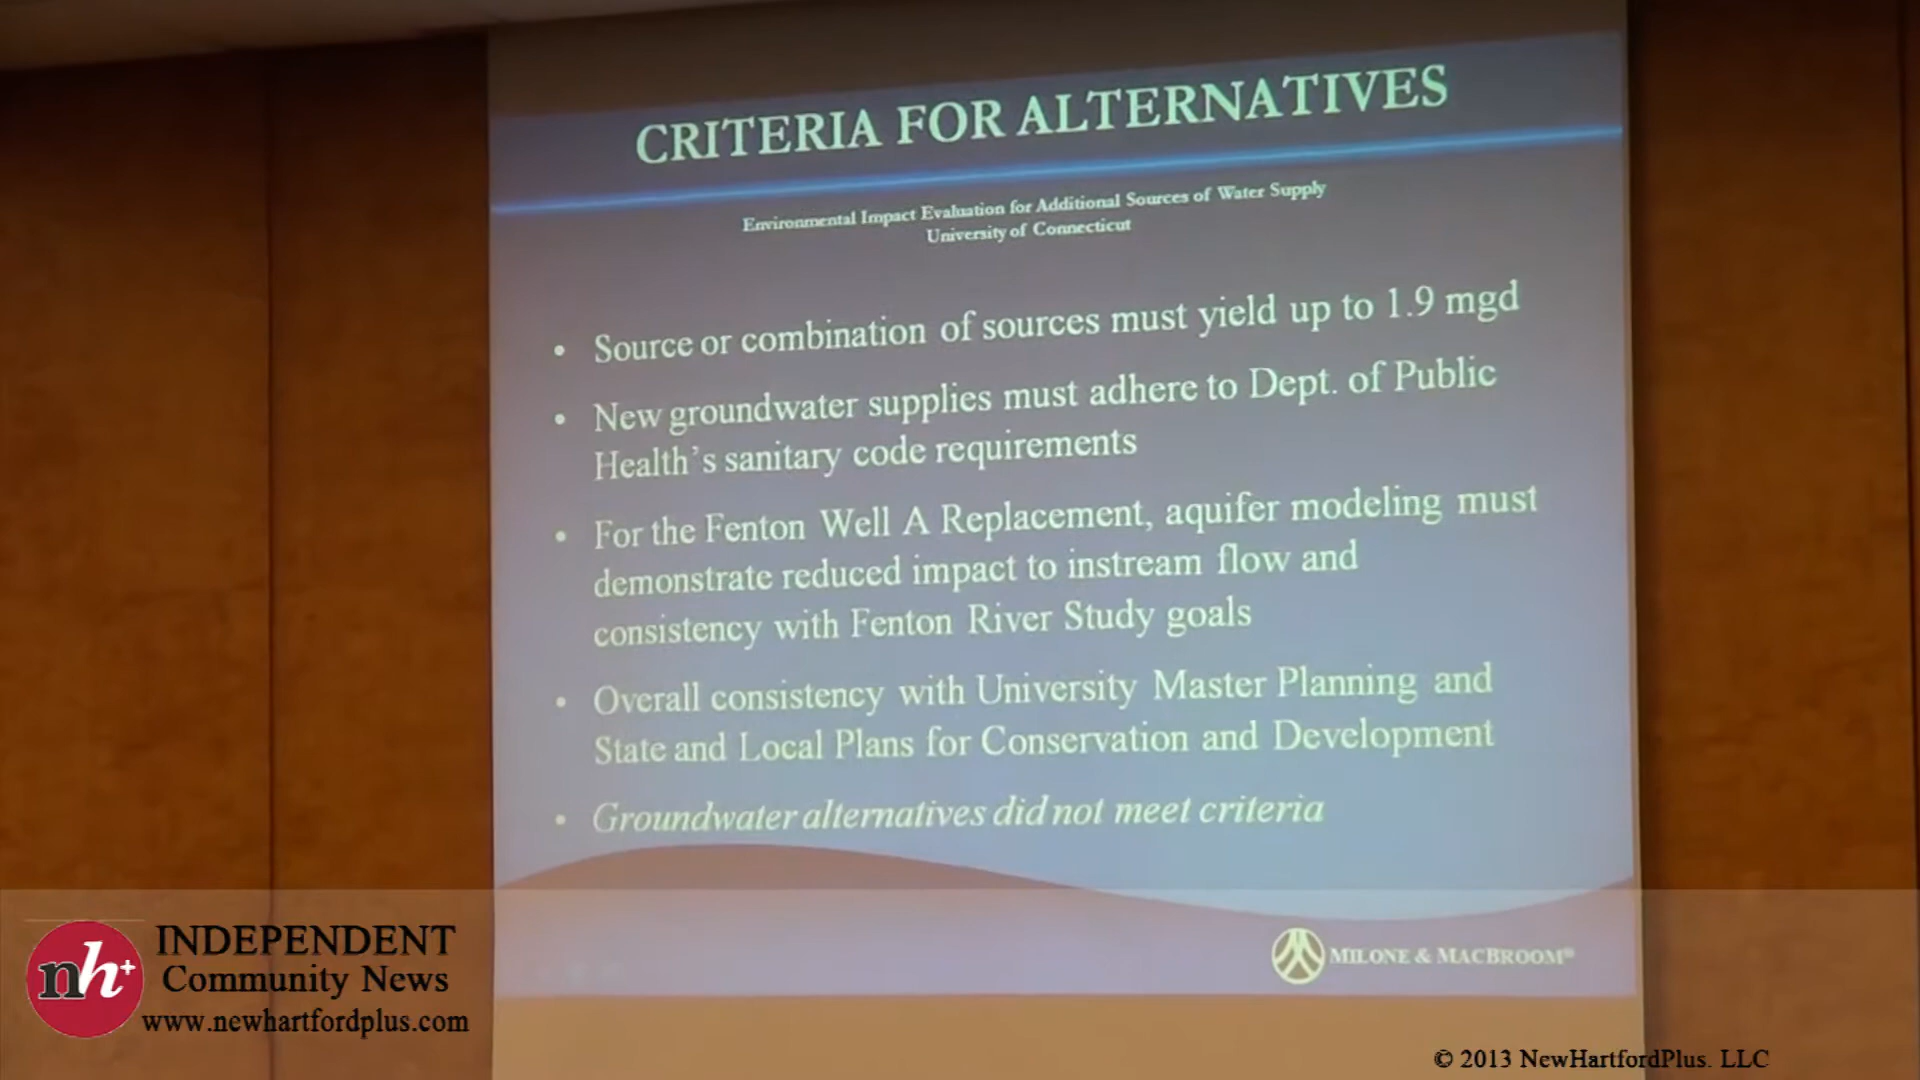 CRITERIA FOR ALTERNATIVES
Environmental Impact Evaluation for Additional Sources of Water Supply
University of Connecticut
• Source or combination of sources must yield up to 1.9 mgd
• New groundwater supplies must adhere to Dept. of Public
Health's sanitary code requirements
• For the Fenton Well A Replacement, aquifer modeling must
demonstrate reduced impact to instream flow and
consistency with Fenton River Study goals
• Overall consistency with University Master Planning and
State and Local Plans for Conservation and Development
• Groundwater alternatives did not meet criteria
MILONE & MACBROOM®
nh+
INDEPENDENT
Community News
www.newhartfordplus.com
© 2013 NewHartfordPlus. LLC